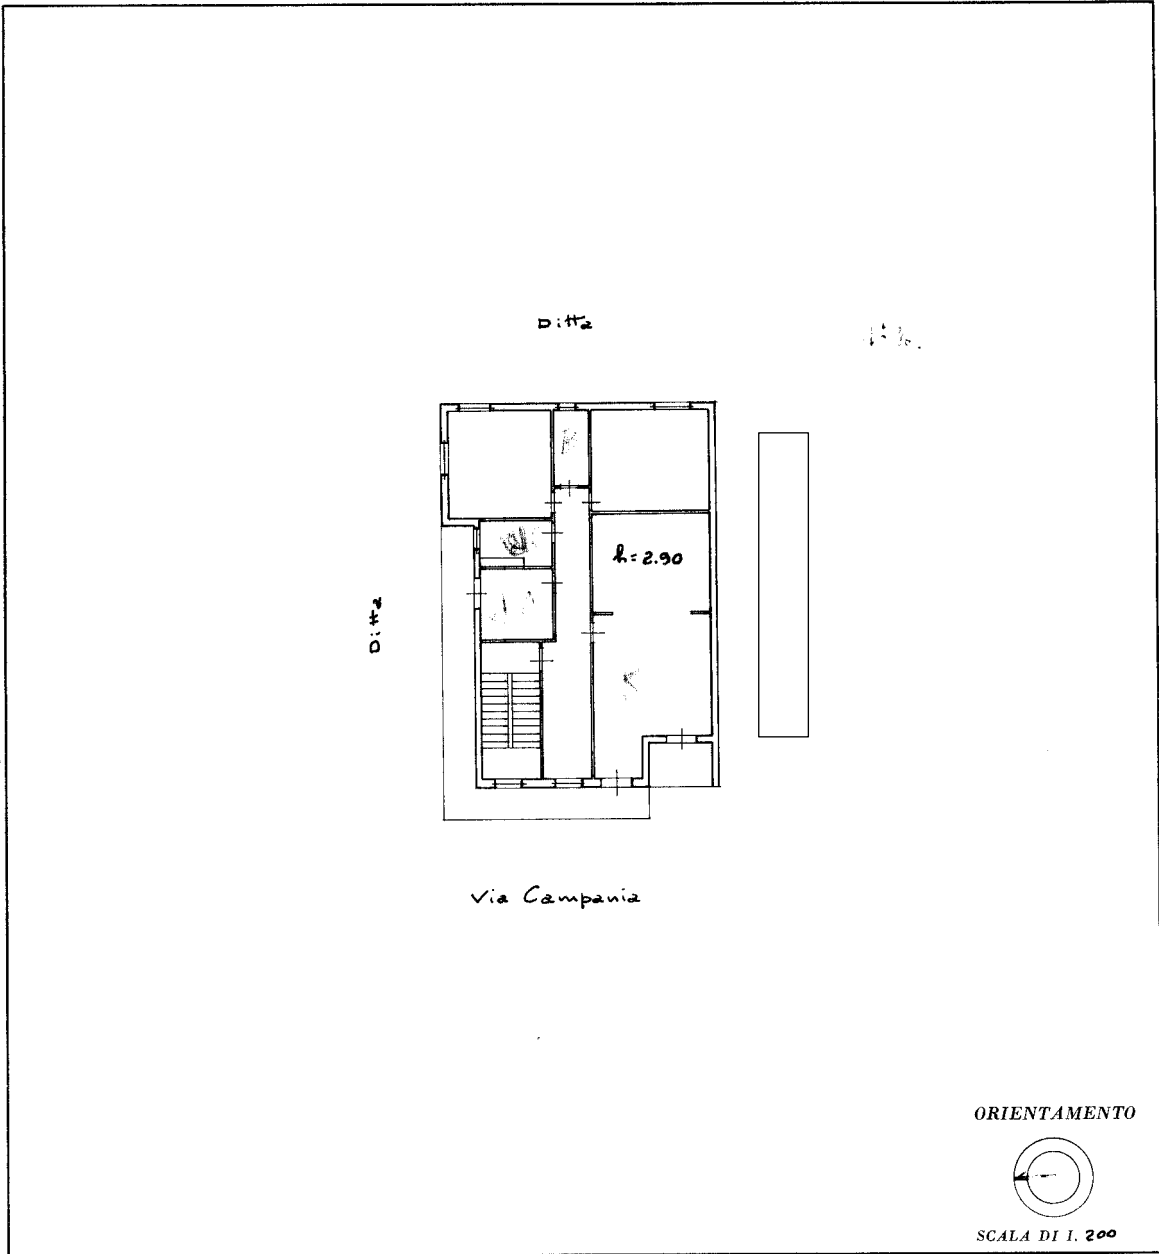 Ditta
h = 2.90
Ditta
Via Campania
ORIENTAMENTO
SCALA DI 1. 200